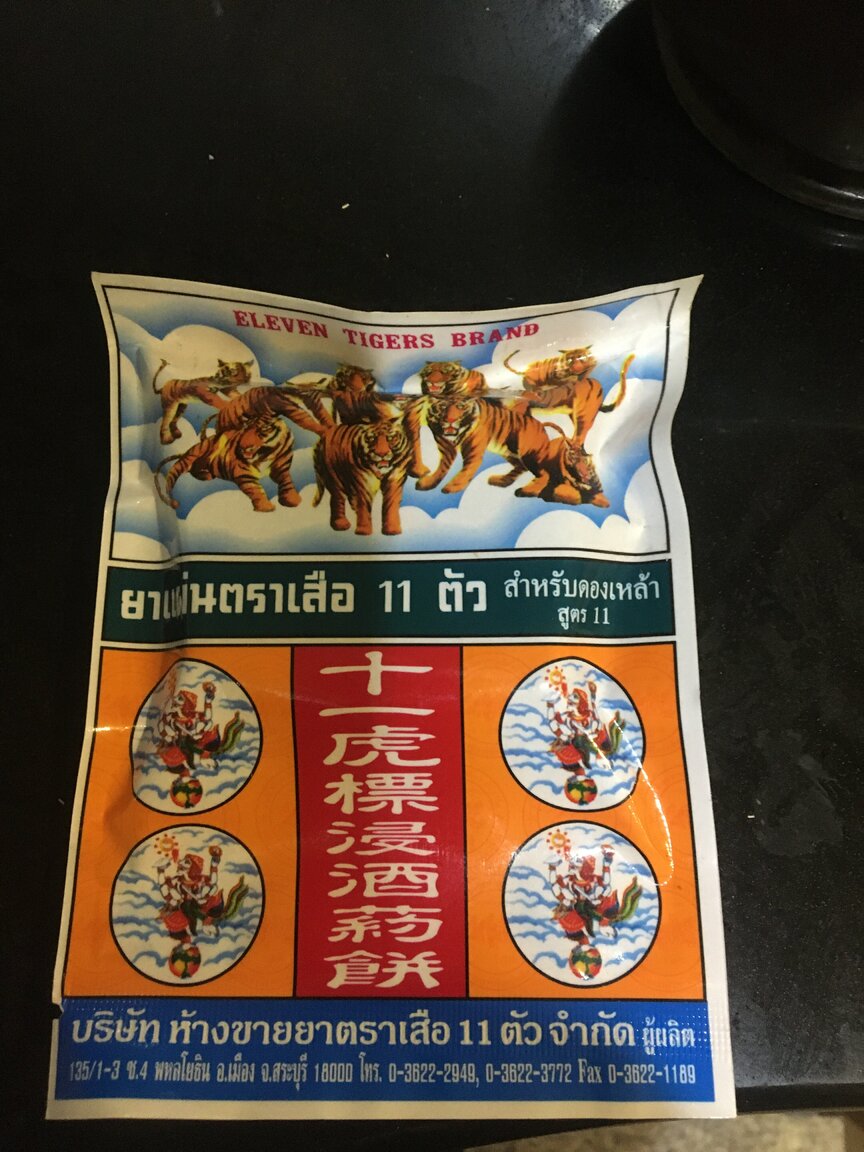 ELEVEN TIGERS BRAND
ยาแผ่นตราเสือ 11 ตัว สำหรับดองเหล้า
สูตร 11
十一虎標浸酒药餅
บริษัท ห้างขายยาตราเสือ 11 ตัว จำกัด ผู้ผลิต
135/1-3 ซ.4 พหลโยธิน อ.เมือง จ.สระบุรี 18000 โทร. 0-3622-2949, 0-3622-3772 Fax 0-3622-1189